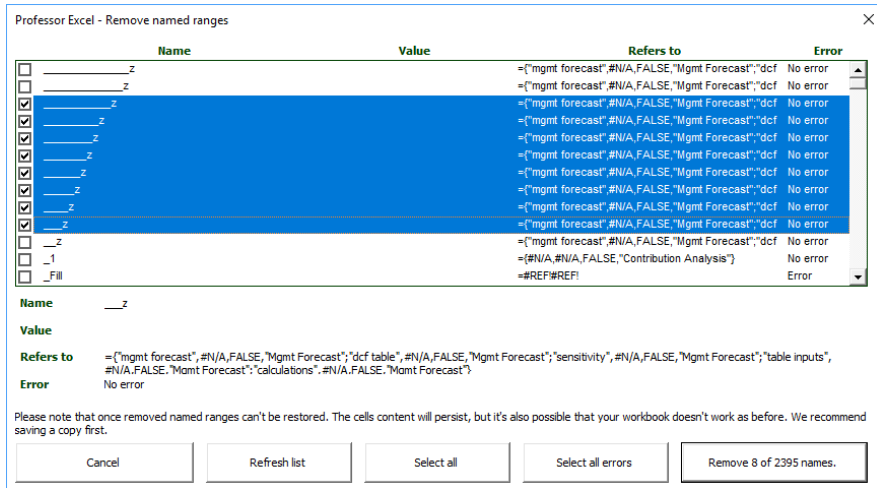 Professor Excel - Remove named ranges
Name Value Refers to Error
______________z ={"mgmt forecast",#N/A,FALSE,"Mgmt Forecast";"dcf No error
_____________z ={"mgmt forecast",#N/A,FALSE,"Mgmt Forecast";"dcf No error
___________z ={"mgmt forecast",#N/A,FALSE,"Mgmt Forecast";"dcf No error
_________z ={"mgmt forecast",#N/A,FALSE,"Mgmt Forecast";"dcf No error
________z ={"mgmt forecast",#N/A,FALSE,"Mgmt Forecast";"dcf No error
_______z ={"mgmt forecast",#N/A,FALSE,"Mgmt Forecast";"dcf No error
______z ={"mgmt forecast",#N/A,FALSE,"Mgmt Forecast";"dcf No error
_____z ={"mgmt forecast",#N/A,FALSE,"Mgmt Forecast";"dcf No error
____z ={"mgmt forecast",#N/A,FALSE,"Mgmt Forecast";"dcf No error
___z ={"mgmt forecast",#N/A,FALSE,"Mgmt Forecast";"dcf No error
__z ={"mgmt forecast",#N/A,FALSE,"Mgmt Forecast";"dcf No error
_1 ={#N/A,#N/A,FALSE,"Contribution Analysis"} No error
_Fill =#REF!#REF! Error
Name ___z
Value
Refers to ={"mgmt forecast",#N/A,FALSE,"Mgmt Forecast";"dcf table",#N/A,FALSE,"Mgmt Forecast";"sensitivity",#N/A,FALSE,"Mgmt Forecast";"table inputs",
#N/A,FALSE,"Mgmt Forecast";"calculations",#N/A,FALSE,"Mgmt Forecast"}
Error No error
Please note that once removed named ranges can't be restored. The cells content will persist, but it's also possible that your workbook doesn't work as before. We recommend
saving a copy first.
Cancel Refresh list Select all Select all errors Remove 8 of 2395 names.